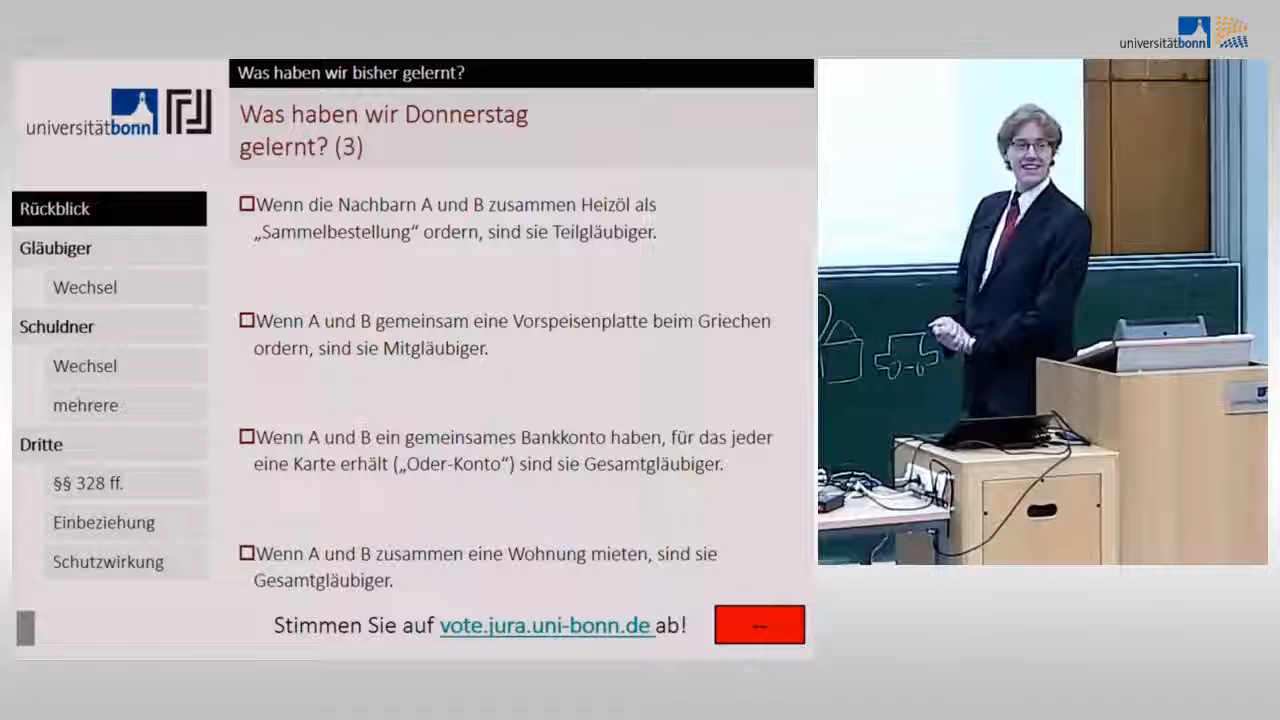 universitätbonn
Was haben wir bisher gelernt?
universitätbonn
Was haben wir Donnerstag
gelernt? (3)
Rückblick
Gläubiger
Wechsel
Schuldner
Wechsel
mehrere
Dritte
§§ 328 ff.
Einbeziehung
Schutzwirkung
Wenn die Nachbarn A und B zusammen Heizöl als
„Sammelbestellung“ ordern, sind sie Teilgläubiger.
Wenn A und B gemeinsam eine Vorspeisenplatte beim Griechen
ordern, sind sie Mitgläubiger.
Wenn A und B ein gemeinsames Bankkonto haben, für das jeder
eine Karte erhält („Oder-Konto“) sind sie Gesamtgläubiger.
Wenn A und B zusammen eine Wohnung mieten, sind sie
Gesamtgläubiger.
Stimmen Sie auf vote.jura.uni-bonn.de ab!
--